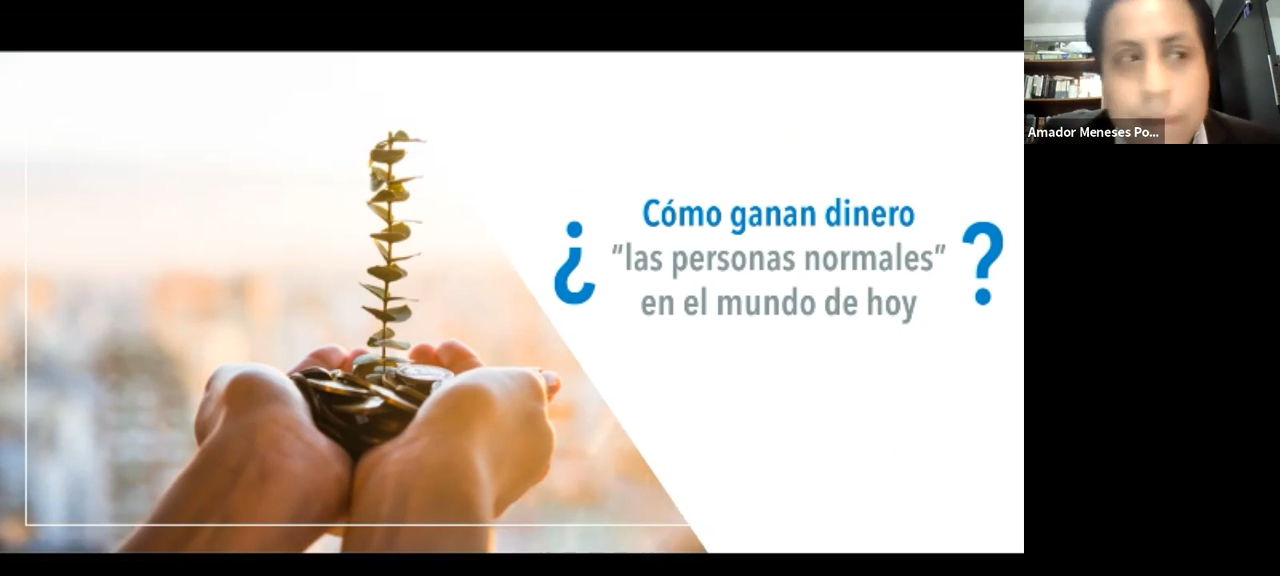 ¿ Cómo ganan dinero
“las personas normales”
en el mundo de hoy ?
Amador Meneses Po...